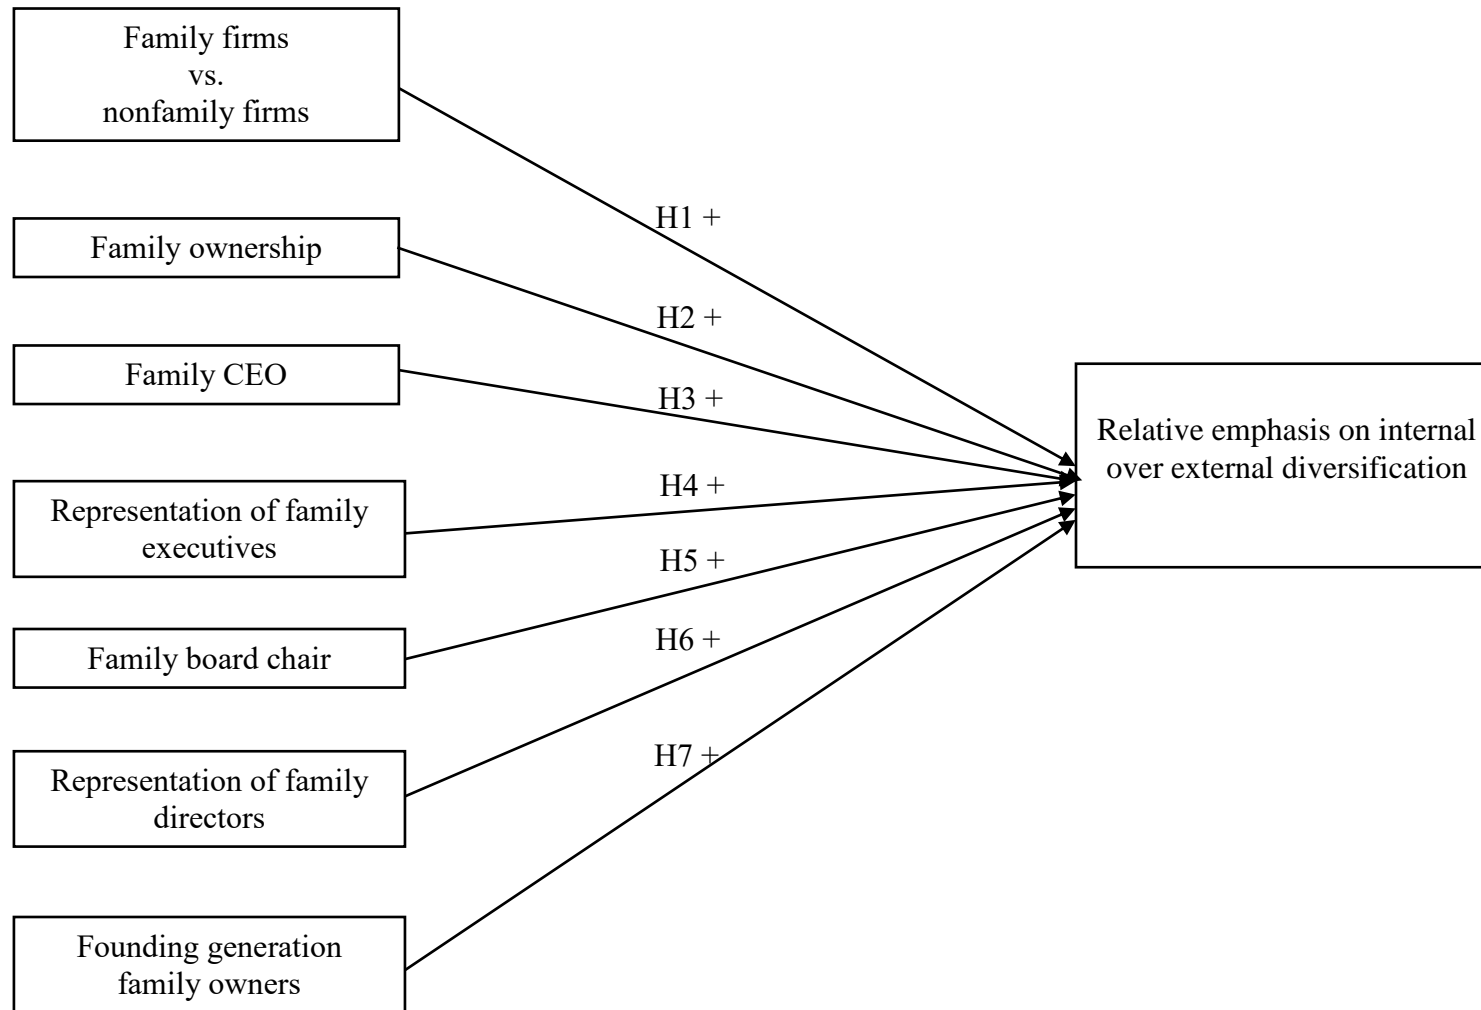 Family firms
vs.
nonfamily firms
H1 +
Family ownership
H2 +
Family CEO
H3 +
Relative emphasis on internal
over external diversification
Representation of family
executives
H4 +
H5 +
Family board chair
H6 +
Representation of family
directors
H7 +
Founding generation
family owners